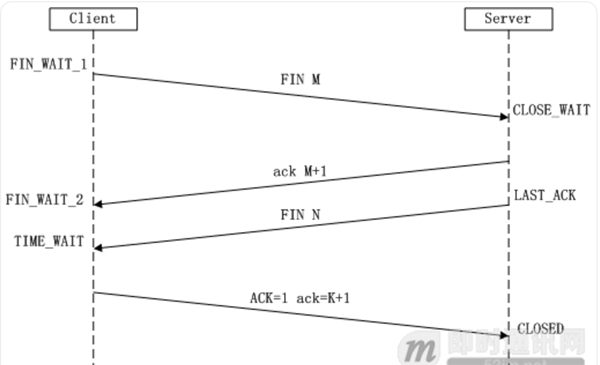 Client
Server
FIN_WAIT_1
FIN M
CLOSE_WAIT
ack M+1
FIN_WAIT_2
LAST_ACK
FIN N
TIME_WAIT
ACK=1 ack=K+1
CLOSED
即时通讯网